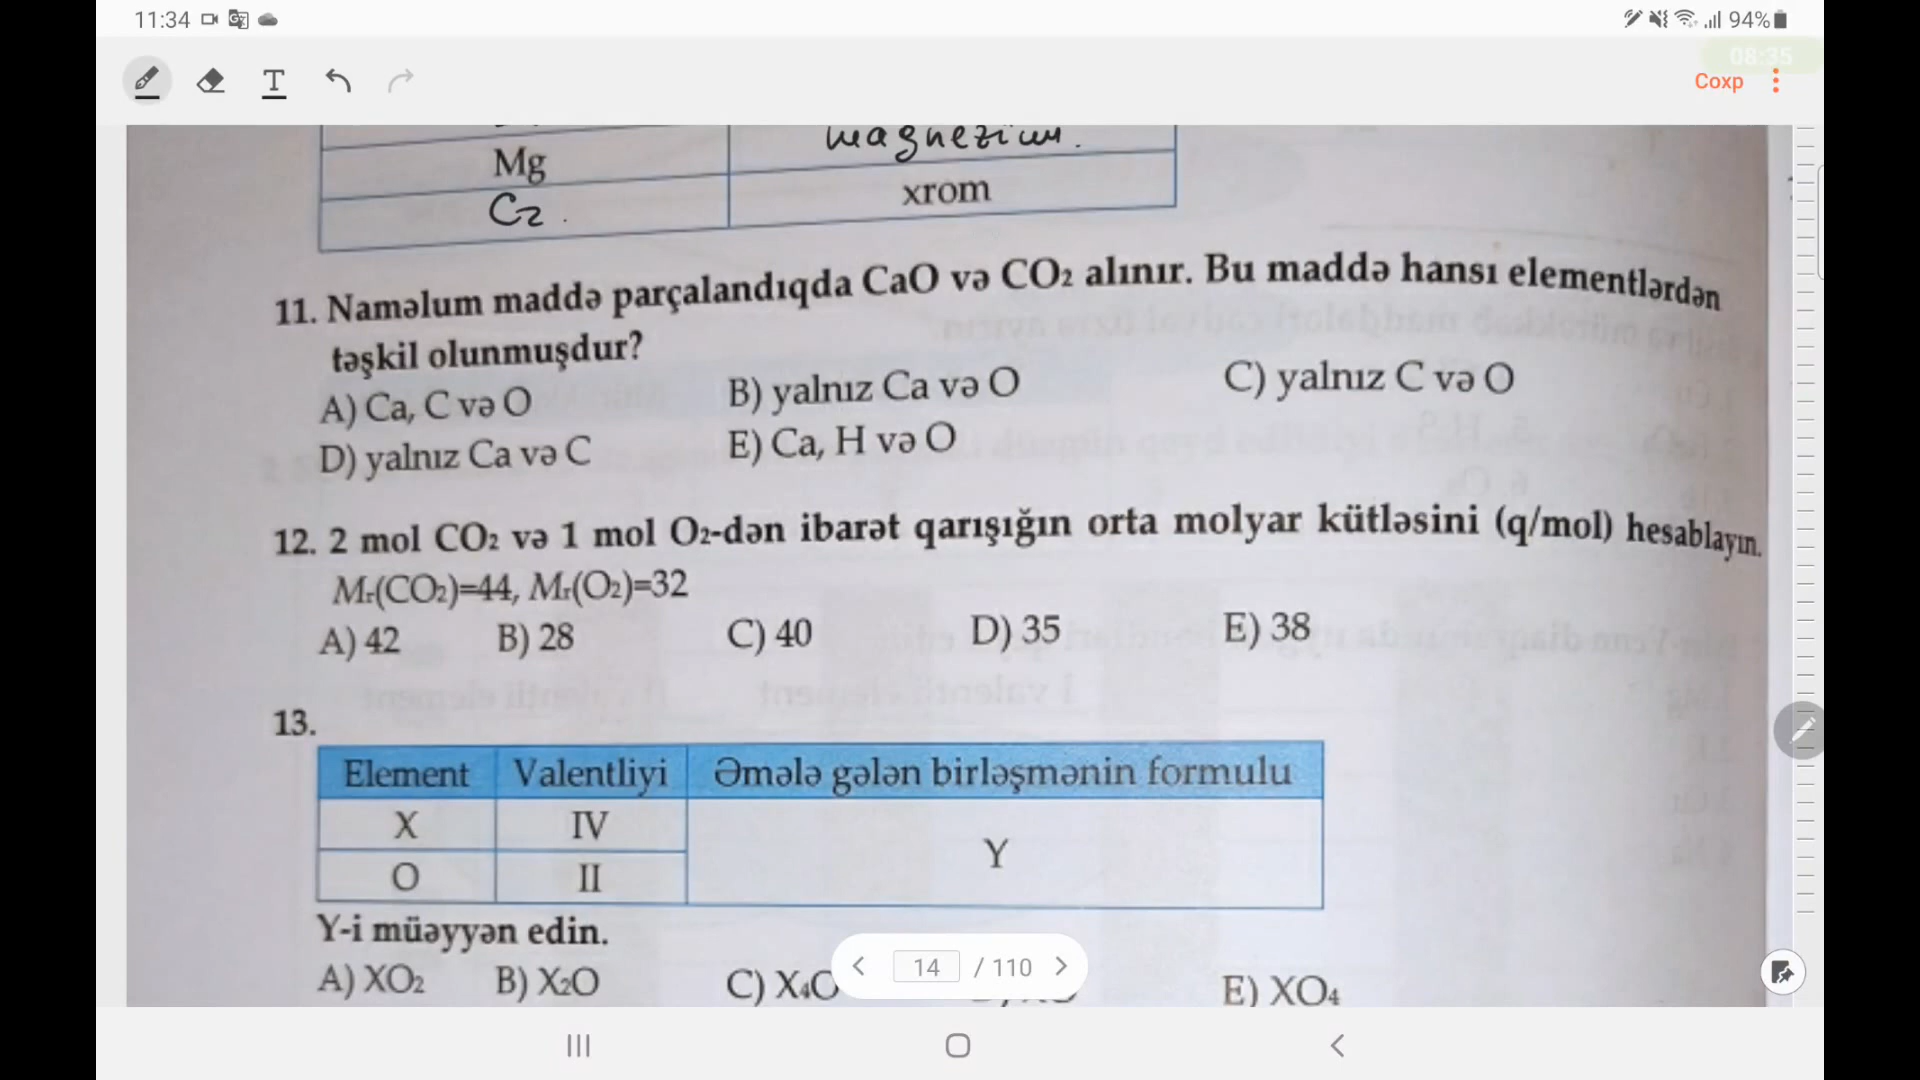 11:34
94%
08:35
T
Сохр
magnezium.
Mg
xrom
Cr.
11. Naməlum maddə parçalandıqda CaO və CO₂ alınır. Bu maddə hansı elementlərdən
təşkil olunmuşdur?
A) Ca, C və O B) yalnız Ca və O C) yalnız C və O
D) yalnız Ca və C E) Ca, H və O
12. 2 mol CO₂ və 1 mol O₂-dən ibarət qarışığın orta molyar kütləsini (q/mol) hesablayın.
Mᵣ(CO₂)=44, Mᵣ(O₂)=32
A) 42 B) 28 C) 40 D) 35 E) 38
13.
Element Valentliyi Əmələ gələn birləşmənin formulu
X IV
Y
O II
Y-i müəyyən edin.
A) XO₂ B) X₂O C) X₄O E) XO₄
14 / 110